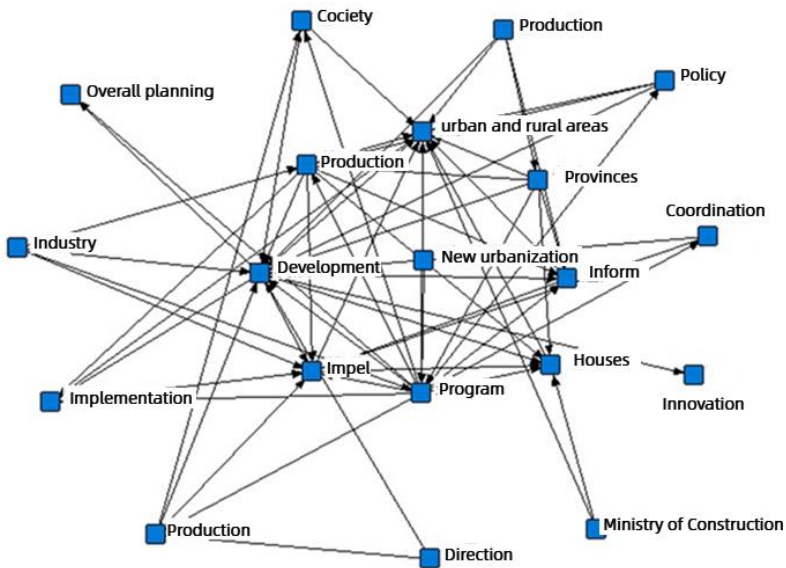 Cociety
Production
Policy
Overall planning
urban and rural areas
Production
Provinces
Coordination
Industry
Development
New urbanization
Inform
Impel
Houses
Program
Implementation
Innovation
Production
Ministry of Construction
Direction